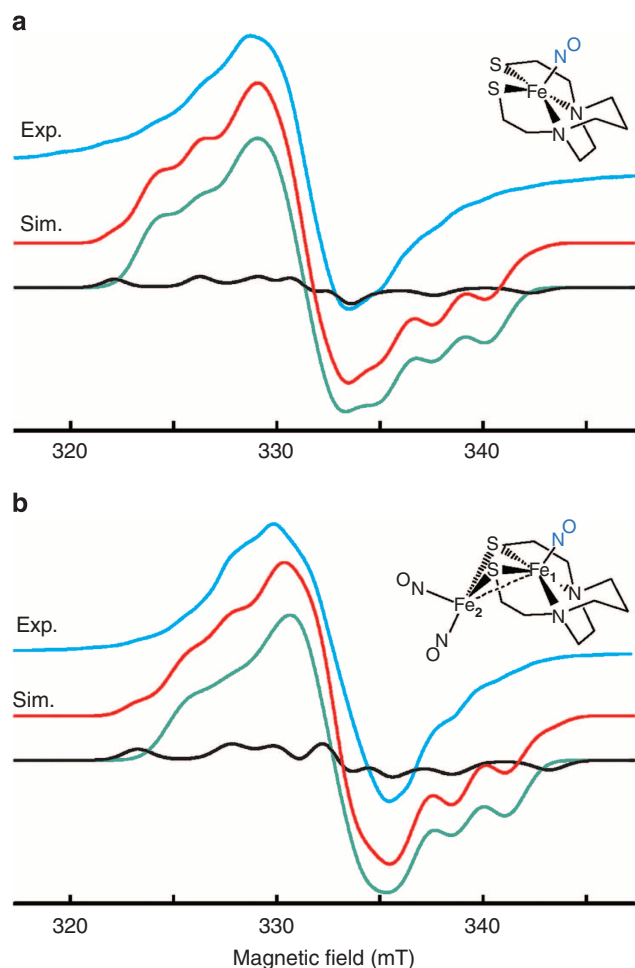 a
O
N
S
S
Fe
N
N
Exp.
Sim.
320 330 340
b
O
N
S
S
Fe1
N
N
O
N
Fe2
N
O
Exp.
Sim.
320 330 340
Magnetic field (mT)